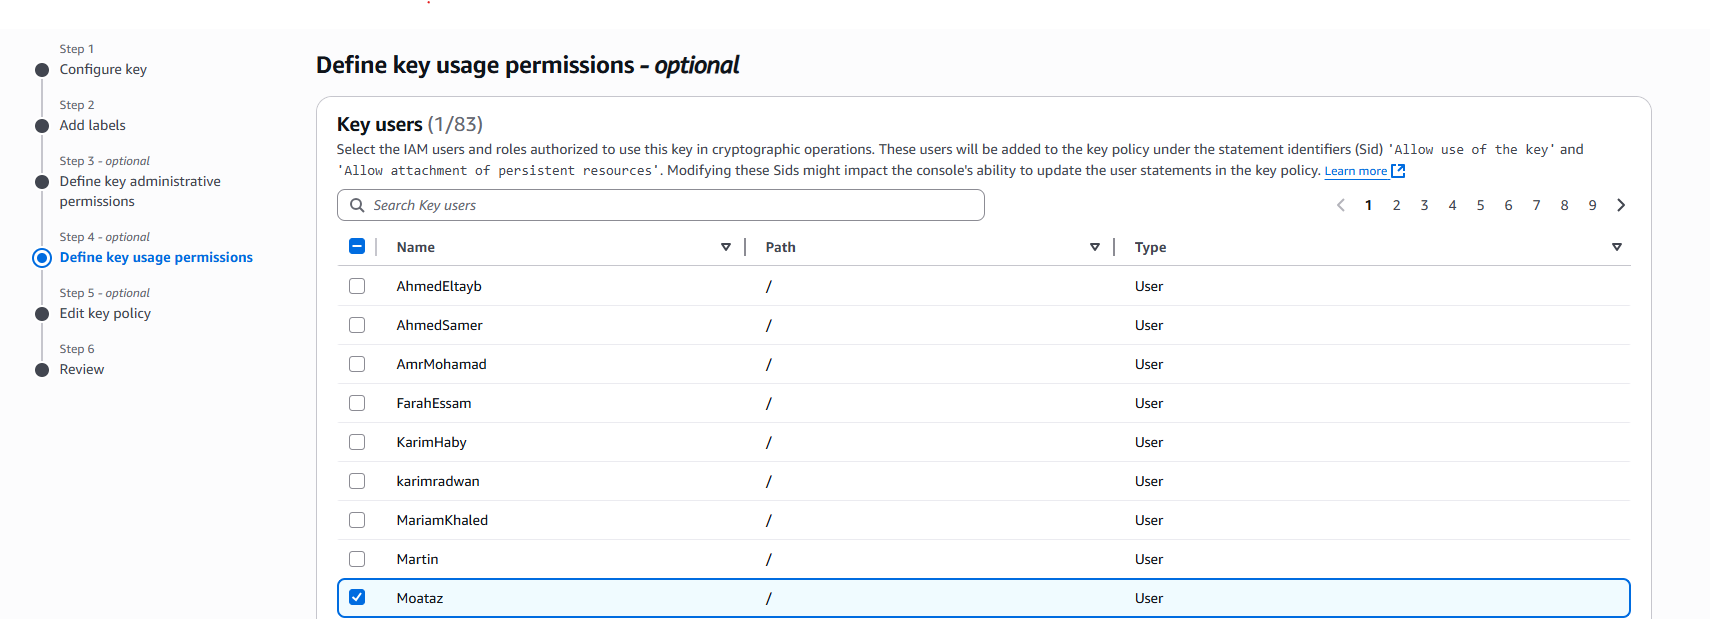 Step 1
Configure key
Step 2
Add labels
Step 3 - optional
Define key administrative
permissions
Step 4 - optional
Define key usage permissions
Step 5 - optional
Edit key policy
Step 6
Review
Define key usage permissions - optional
Key users (1/83)
Select the IAM users and roles authorized to use this key in cryptographic operations. These users will be added to the key policy under the statement identifiers (Sid) 'Allow use of the key' and
'Allow attachment of persistent resources'. Modifying these Sids might impact the console's ability to update the user statements in the key policy. Learn more
Search Key users
1 2 3 4 5 6 7 8 9
Name Path Type
AhmedEltayb / User
AhmedSamer / User
AmrMohamad / User
FarahEssam / User
KarimHaby / User
karimradwan / User
MariamKhaled / User
Martin / User
Moataz / User